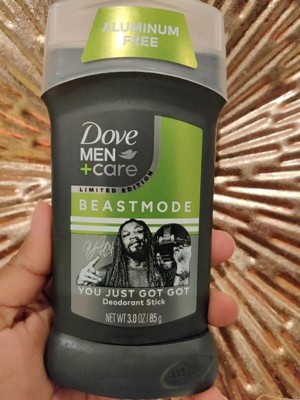 ALUMINUM
FREE
Dove
MEN
+care
LIMITED EDITION
BEASTMODE
YOU JUST GOT GOT
Deodorant Stick
NET WT 3.0 OZ | 85 g